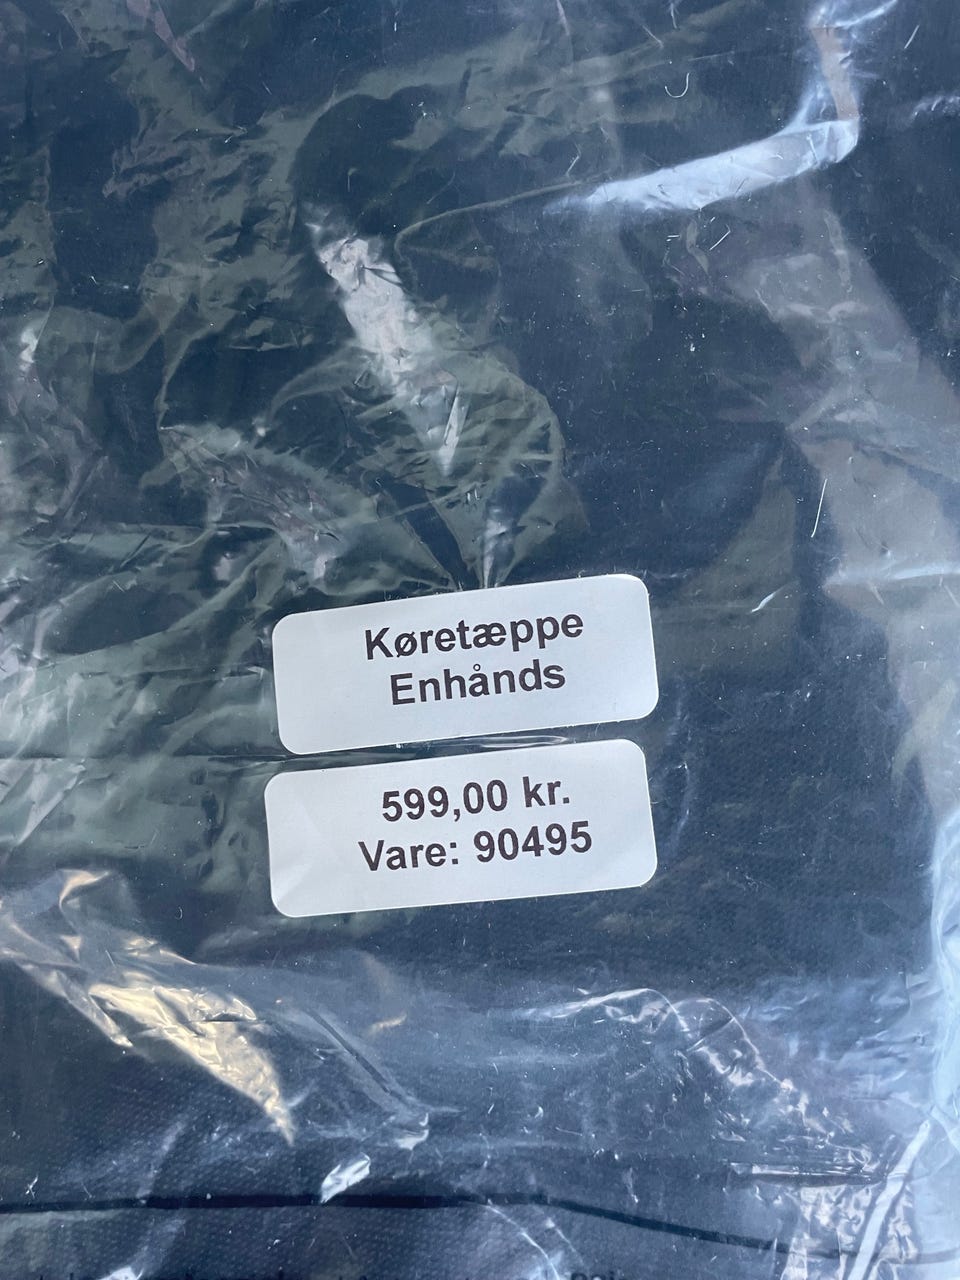 Køretæppe
Enhånds
599,00 kr.
Vare: 90495